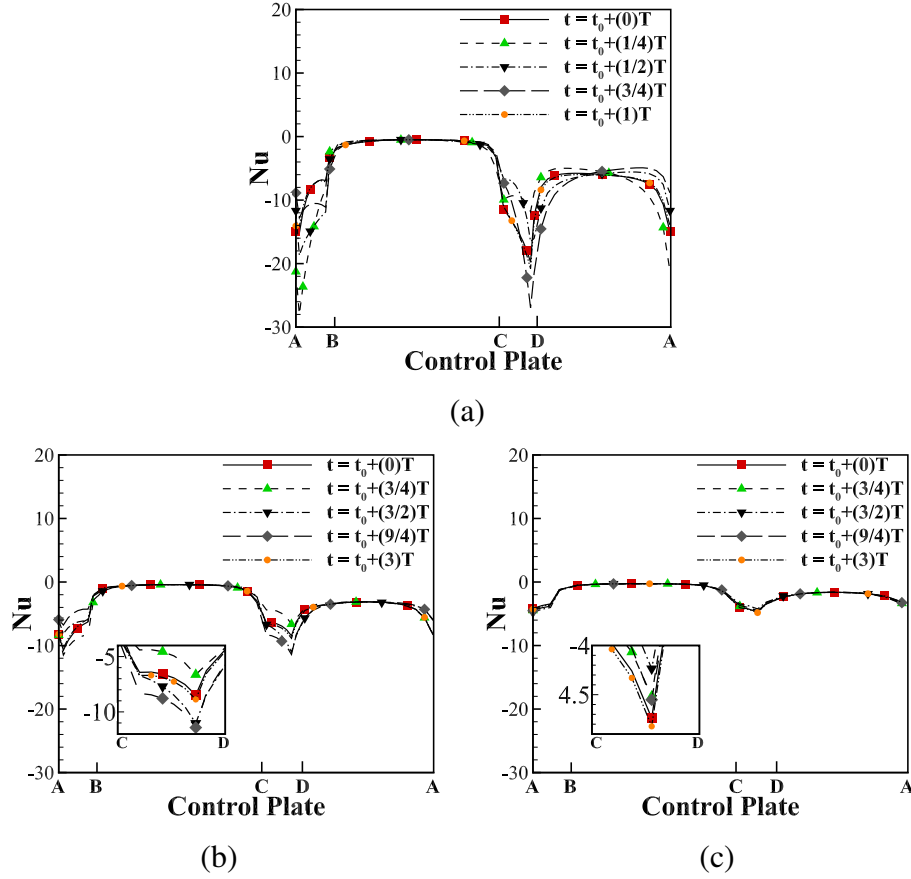 20
10
0
-10
-20
-30
Nu
t = t0+(0)T
t = t0+(1/4)T
t = t0+(1/2)T
t = t0+(3/4)T
t = t0+(1)T
A B C D A
Control Plate
(a)
20
10
0
-10
-20
-30
Nu
t = t0+(0)T
t = t0+(3/4)T
t = t0+(3/2)T
t = t0+(9/4)T
t = t0+(3)T
-5
-10
C D
A B C D A
Control Plate
(b)
20
10
0
-10
-20
-30
Nu
t = t0+(0)T
t = t0+(3/4)T
t = t0+(3/2)T
t = t0+(9/4)T
t = t0+(3)T
-4
4.5
C D
A B C D A
Control Plate
(c)